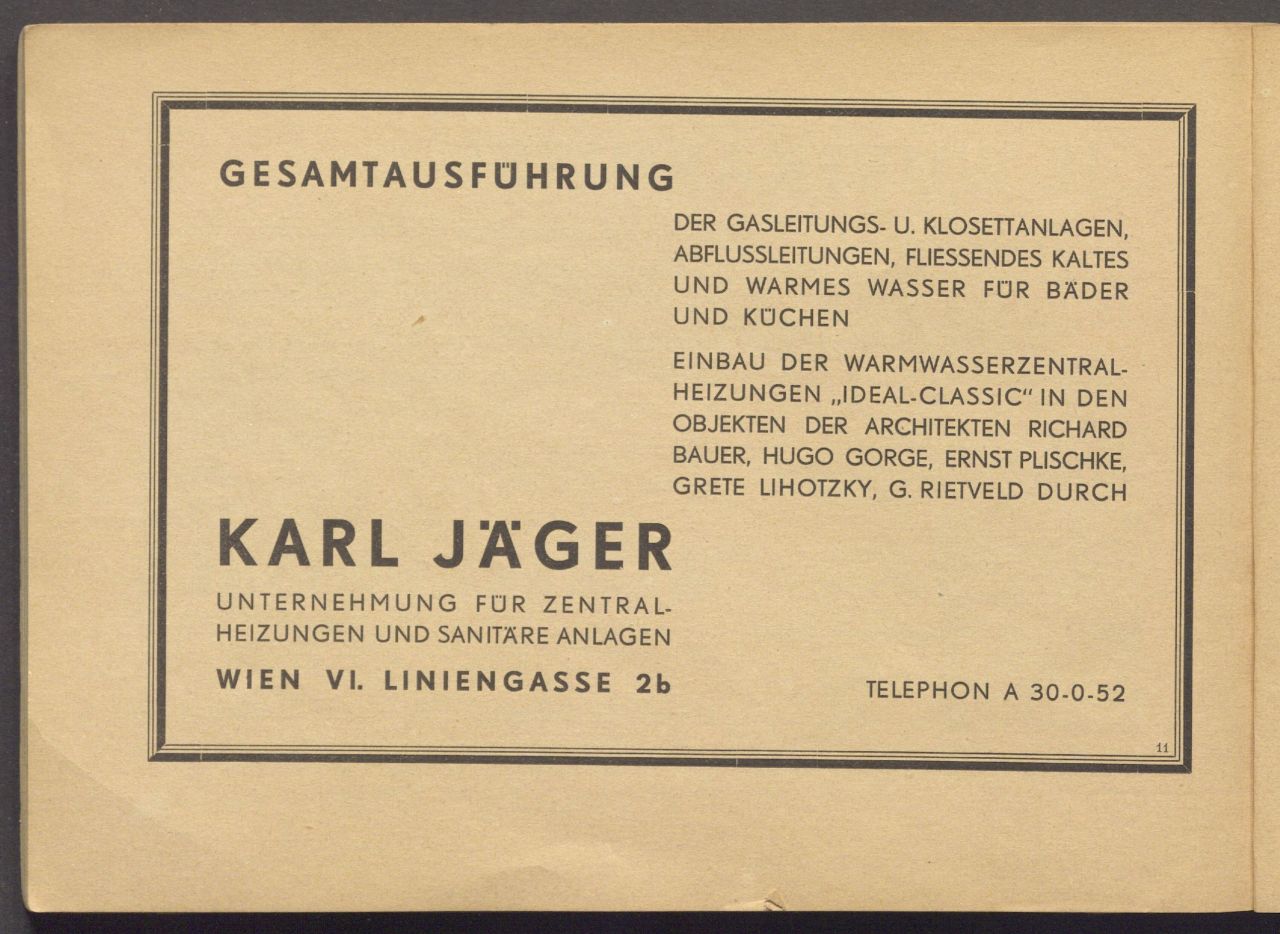 GESAMTAUSFÜHRUNG
DER GASLEITUNGS- U. KLOSETTANLAGEN,
ABFLUSSLEITUNGEN, FLIESSENDES KALTES
UND WARMES WASSER FÜR BÄDER
UND KÜCHEN
EINBAU DER WARMWASSERZENTRAL-
HEIZUNGEN „IDEAL-CLASSIC“ IN DEN
OBJEKTEN DER ARCHITEKTEN RICHARD
BAUER, HUGO GORGE, ERNST PLISCHKE,
GRETE LIHOTZKY, G. RIETVELD DURCH
KARL JÄGER
UNTERNEHMUNG FÜR ZENTRAL-
HEIZUNGEN UND SANITÄRE ANLAGEN
WIEN VI. LINIENGASSE 2b
TELEPHON A 30-0-52
11